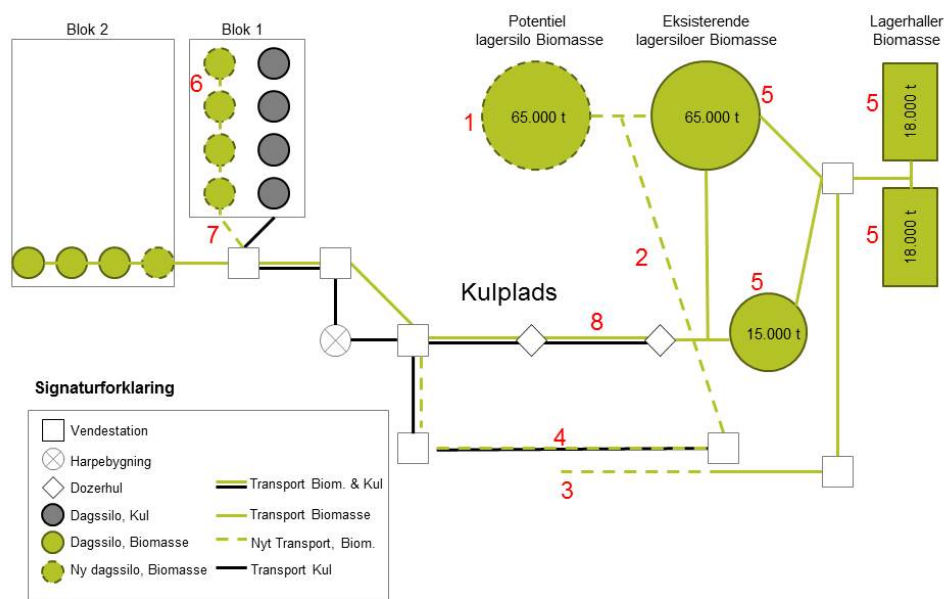 Blok 2
Blok 1
Potentiel
lagersilo Biomasse
Eksisterende
lagersiloer Biomasse
Lagerhaller
Biomasse
6
5
5
1
65.000 t
65.000 t
18.000 t
7
2
5
18.000 t
5
Kulplads
8
15.000 t
4
3
Signaturforklaring
Vendestation
Harpebygning
Dozerhul
Dagssilo, Kul
Dagssilo, Biomasse
Ny dagssilo, Biomasse
Transport Biom. & Kul
Transport Biomasse
Nyt Transport, Biom.
Transport Kul